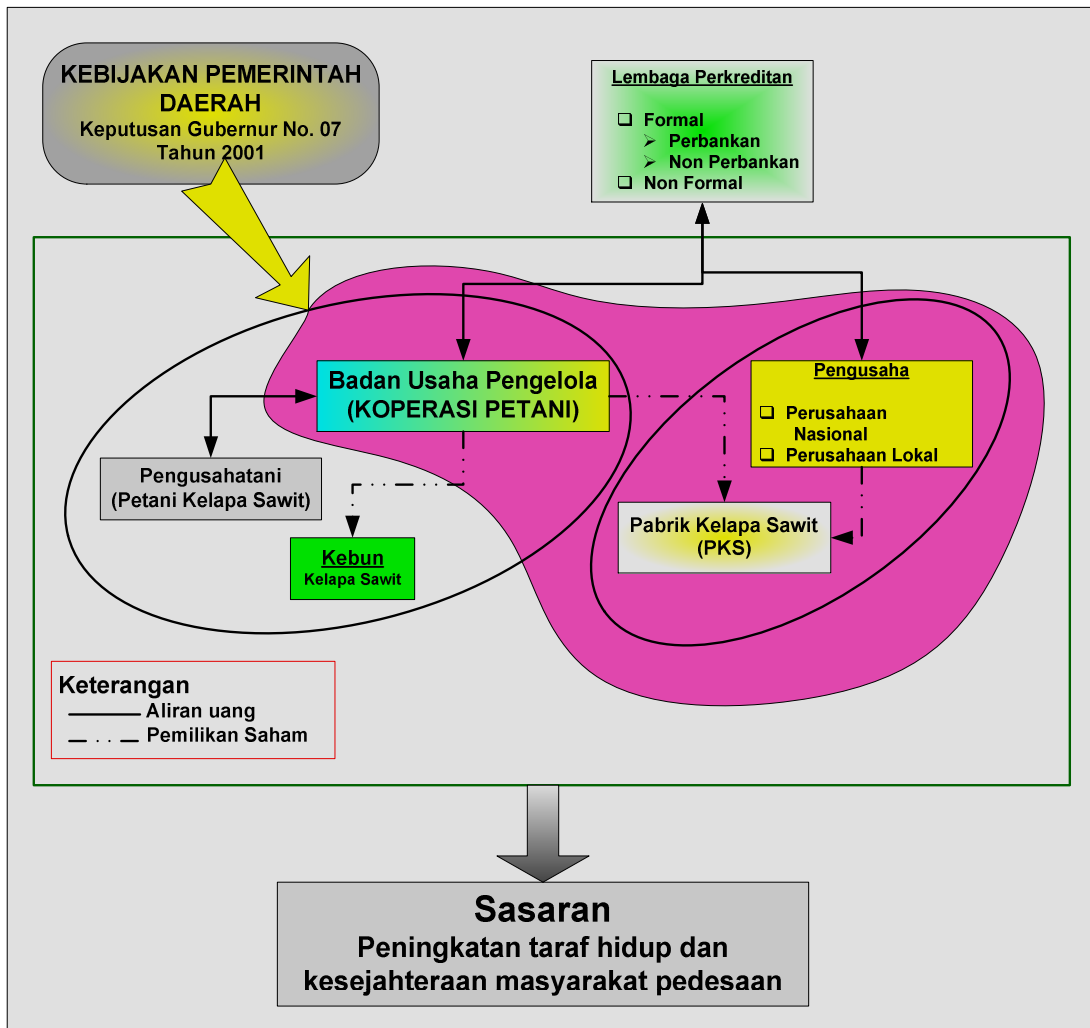 KEBIJAKAN PEMERINTAH
DAERAH
Keputusan Gubernur No. 07
Tahun 2001
Lembaga Perkreditan
❑ Formal
➢ Perbankan
➢ Non Perbankan
❑ Non Formal
Badan Usaha Pengelola
(KOPERASI PETANI)
Pengusaha
❑ Perusahaan
Nasional
❑ Perusahaan Lokal
Pengusahatani
(Petani Kelapa Sawit)
Pabrik Kelapa Sawit
(PKS)
Kebun
Kelapa Sawit
Keterangan
Aliran uang
Pemilikan Saham
Sasaran
Peningkatan taraf hidup dan
kesejahteraan masyarakat pedesaan